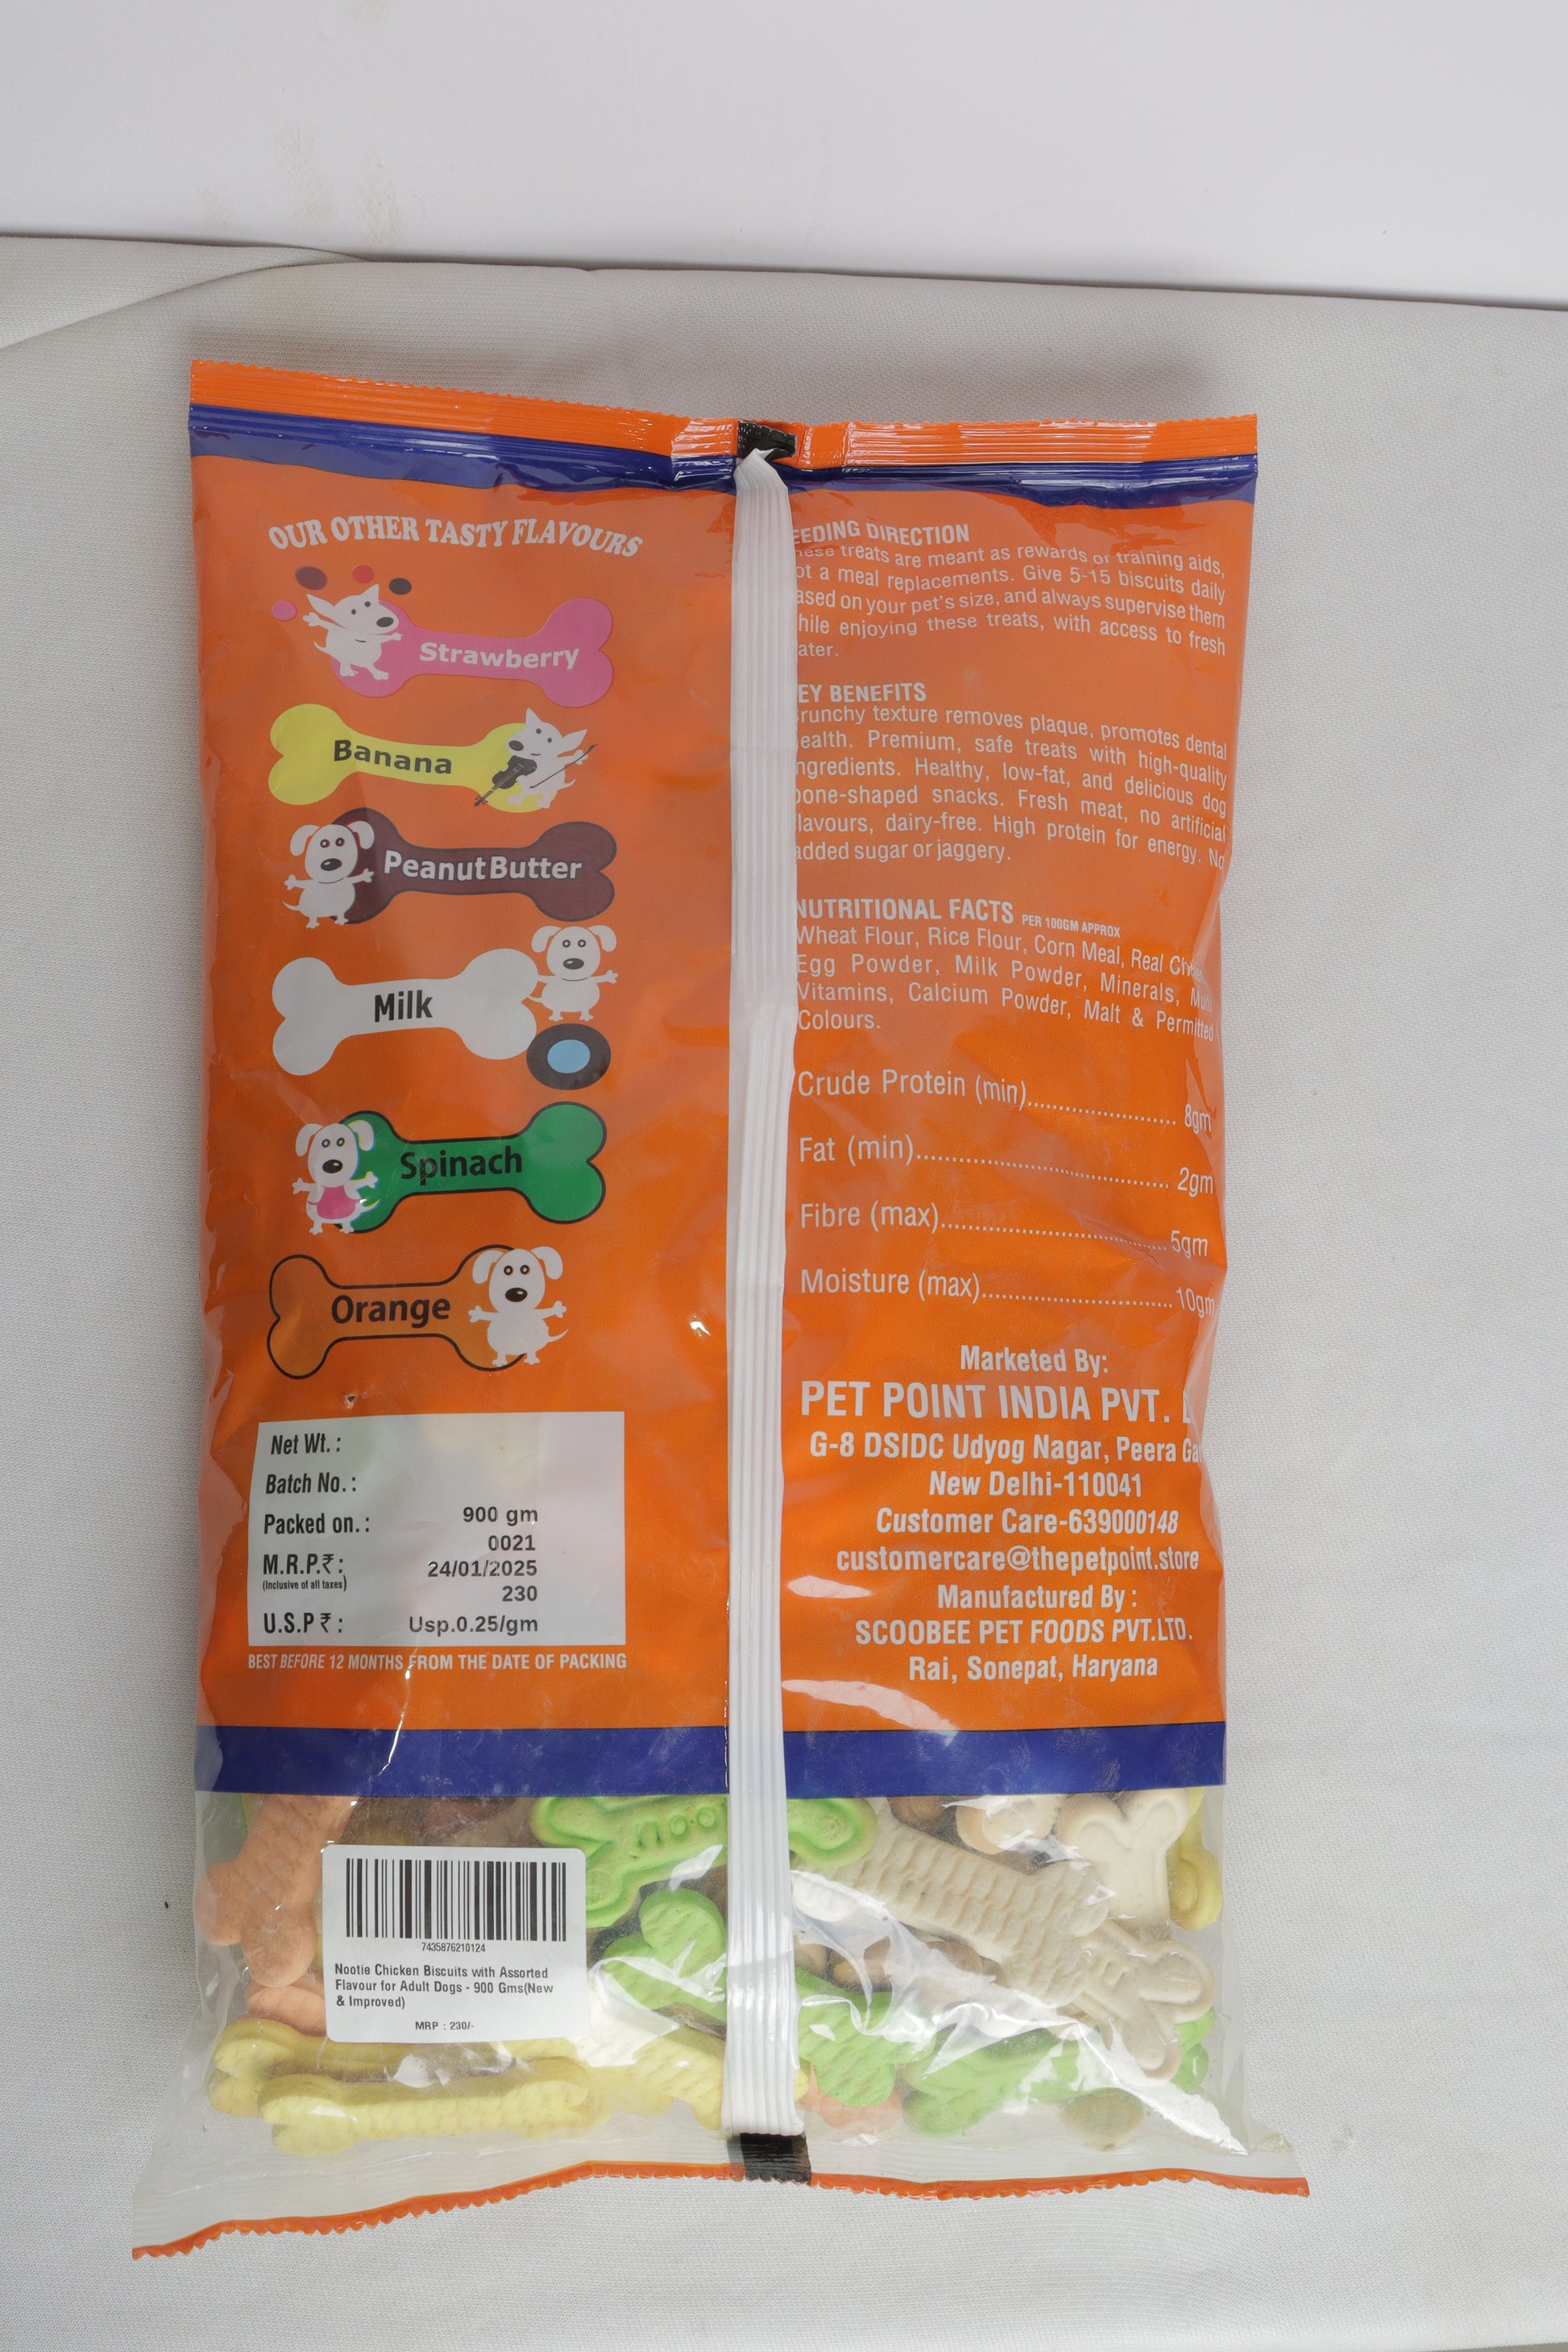 OUR OTHER TASTY FLAVOURS
Strawberry
Banana
Peanut Butter
Milk
Spinach
Orange
Net Wt. :
Batch No. :
Packed on. :
M.R.P.₹ :
(Inclusive of all taxes)
U.S.P ₹ :
900 gm
0021
24/01/2025
230
Usp.0.25/gm
BEST BEFORE 12 MONTHS FROM THE DATE OF PACKING
7435876210124
Nootie Chicken Biscuits with Assorted
Flavour for Adult Dogs - 900 Gms(New
& Improved)
MRP : 230/-
EEDING DIRECTION
hese treats are meant as rewards or training aids,
ot a meal replacements. Give 5-15 biscuits daily
ased on your pet's size, and always supervise them
hile enjoying these treats, with access to fresh
ater.
EY BENEFITS
runchy texture removes plaque, promotes dental
ealth. Premium, safe treats with high-quality
ngredients. Healthy, low-fat, and delicious dog
bone-shaped snacks. Fresh meat, no artificial
lavours, dairy-free. High protein for energy. No
added sugar or jaggery.
NUTRITIONAL FACTS PER 100GM APPROX
Wheat Flour, Rice Flour, Corn Meal, Real
Egg Powder, Milk Powder, Minerals,
Vitamins, Calcium Powder, Malt & Permitted
Colours.
Crude Protein (min)........................ 8gm
Fat (min)........................................ 2gm
Fibre (max)..................................... 5gm
Moisture (max)............................... 10gm
Marketed By:
PET POINT INDIA PVT.
G-8 DSIDC Udyog Nagar, Peera
New Delhi-110041
Customer Care-639000148
customercare@thepetpoint.store
Manufactured By :
SCOOBEE PET FOODS PVT.LTD.
Rai, Sonepat, Haryana